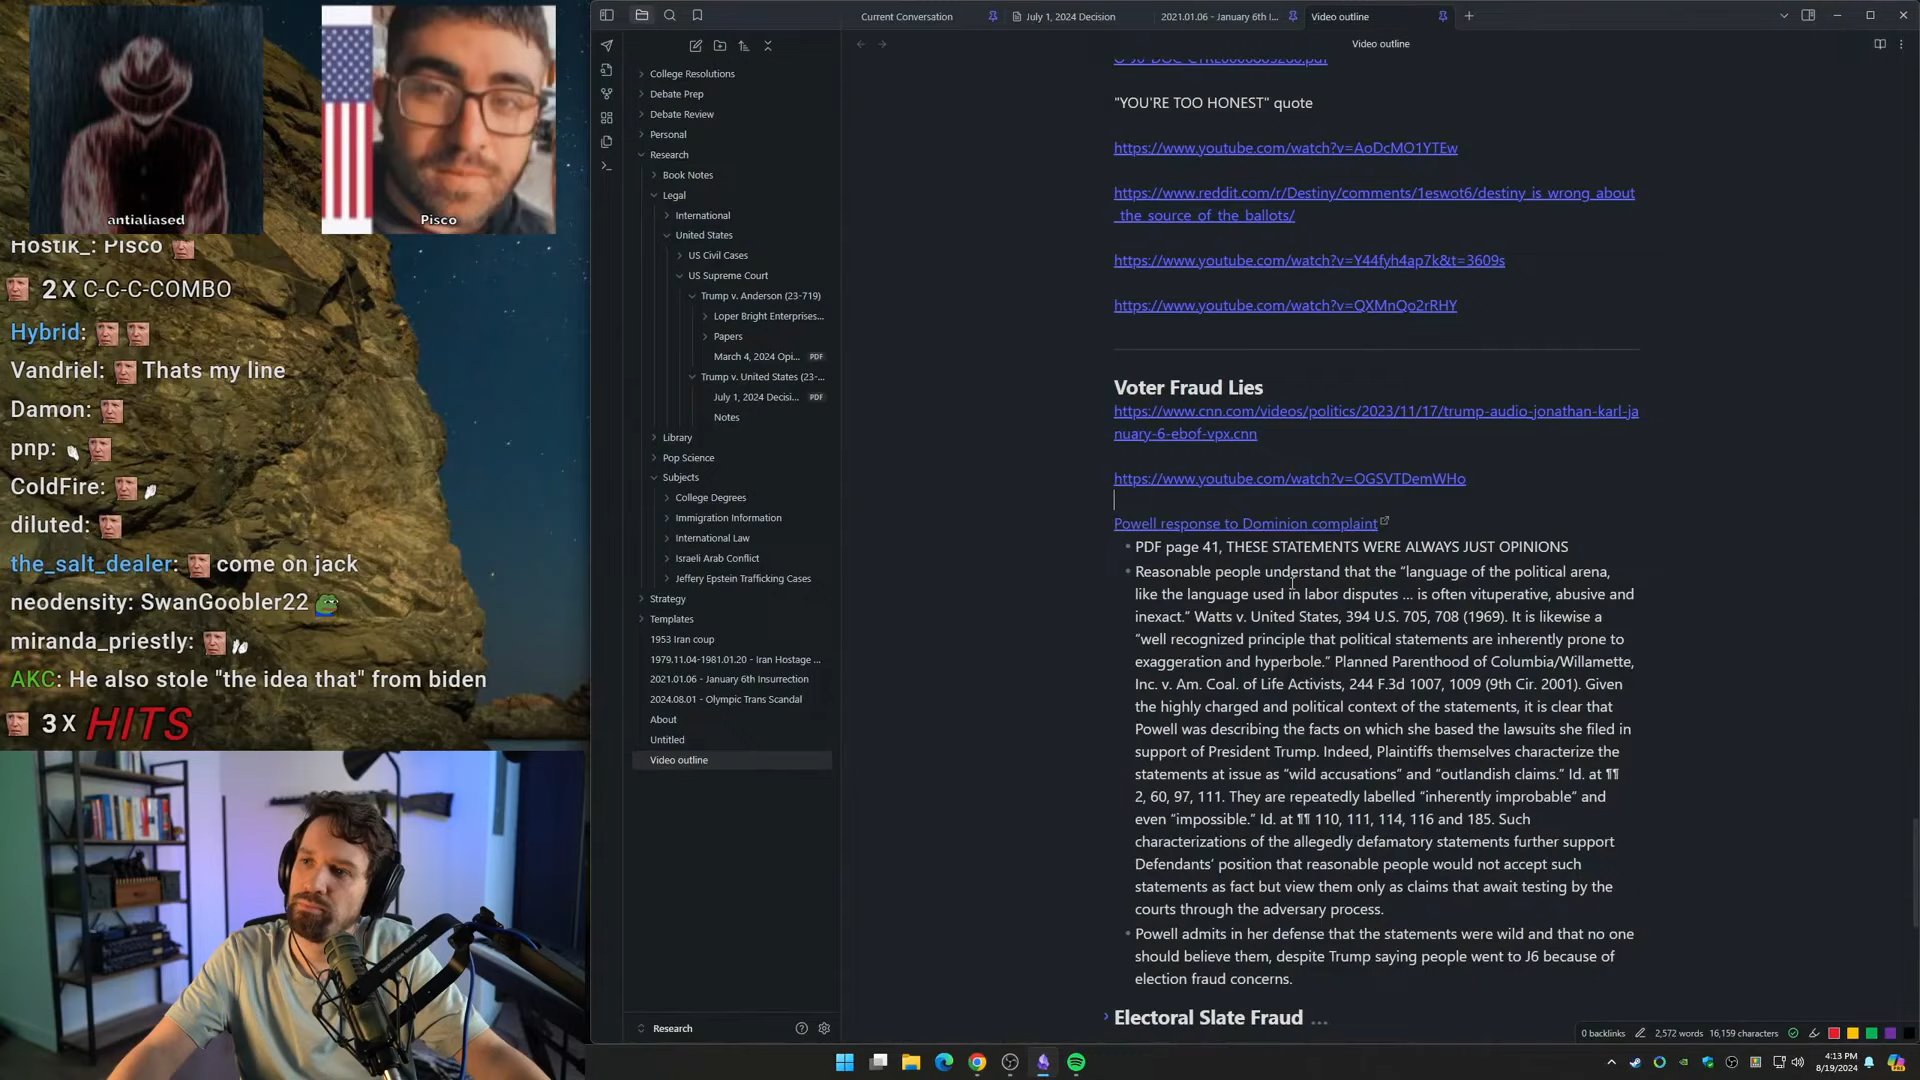 antialiased
Pisco
Hostik_: Pisco
2 X C-C-C-COMBO
Hybrid:
Vandriel: Thats my line
Damon:
pnp:
ColdFire:
diluted:
the_salt_dealer: come on jack
neodensity: SwanGoobler22
miranda_priestly:
AKC: He also stole "the idea that" from biden
3 X HITS
College Resolutions
Debate Prep
Debate Review
Personal
Research
Book Notes
Legal
International
United States
US Civil Cases
US Supreme Court
Trump v. Anderson (23-719)
Loper Bright Enterprises...
Papers
March 4, 2024 Opi... PDF
Trump v. United States (23-...
July 1, 2024 Decisi... PDF
Notes
Library
Pop Science
Subjects
College Degrees
Immigration Information
International Law
Israeli Arab Conflict
Jeffery Epstein Trafficking Cases
Strategy
Templates
1953 Iran coup
1979.11.04-1981.01.20 - Iran Hostage ...
2021.01.06 - January 6th Insurrection
2024.08.01 - Olympic Trans Scandal
About
Untitled
Video outline
Research
Current Conversation
July 1, 2024 Decision
2021.01.06 - January 6th I...
Video outline
Video outline
"YOU'RE TOO HONEST" quote
https://www.youtube.com/watch?v=AoDcMO1YTEw
https://www.reddit.com/r/Destiny/comments/1eswot6/destiny_is_wrong_about
_the_source_of_the_ballots/
https://www.youtube.com/watch?v=Y44fyh4ap7k&t=3609s
https://www.youtube.com/watch?v=QXMnQo2rRHY
Voter Fraud Lies
https://www.cnn.com/videos/politics/2023/11/17/trump-audio-jonathan-karl-ja
nuary-6-ebof-vpx.cnn
https://www.youtube.com/watch?v=OGSVTDemWHo
Powell response to Dominion complaint
PDF page 41, THESE STATEMENTS WERE ALWAYS JUST OPINIONS
Reasonable people understand that the “language of the political arena,
like the language used in labor disputes ... is often vituperative, abusive and
inexact.” Watts v. United States, 394 U.S. 705, 708 (1969). It is likewise a
“well recognized principle that political statements are inherently prone to
exaggeration and hyperbole.” Planned Parenthood of Columbia/Willamette,
Inc. v. Am. Coal. of Life Activists, 244 F.3d 1007, 1009 (9th Cir. 2001). Given
the highly charged and political context of the statements, it is clear that
Powell was describing the facts on which she based the lawsuits she filed in
support of President Trump. Indeed, Plaintiffs themselves characterize the
statements at issue as “wild accusations” and “outlandish claims.” Id. at ¶¶
2, 60, 97, 111. They are repeatedly labelled “inherently improbable” and
even “impossible.” Id. at ¶¶ 110, 111, 114, 116 and 185. Such
characterizations of the allegedly defamatory statements further support
Defendants’ position that reasonable people would not accept such
statements as fact but view them only as claims that await testing by the
courts through the adversary process.
Powell admits in her defense that the statements were wild and that no one
should believe them, despite Trump saying people went to J6 because of
election fraud concerns.
Electoral Slate Fraud ...
0 backlinks
2,572 words
16,159 characters
4:13 PM
8/19/2024